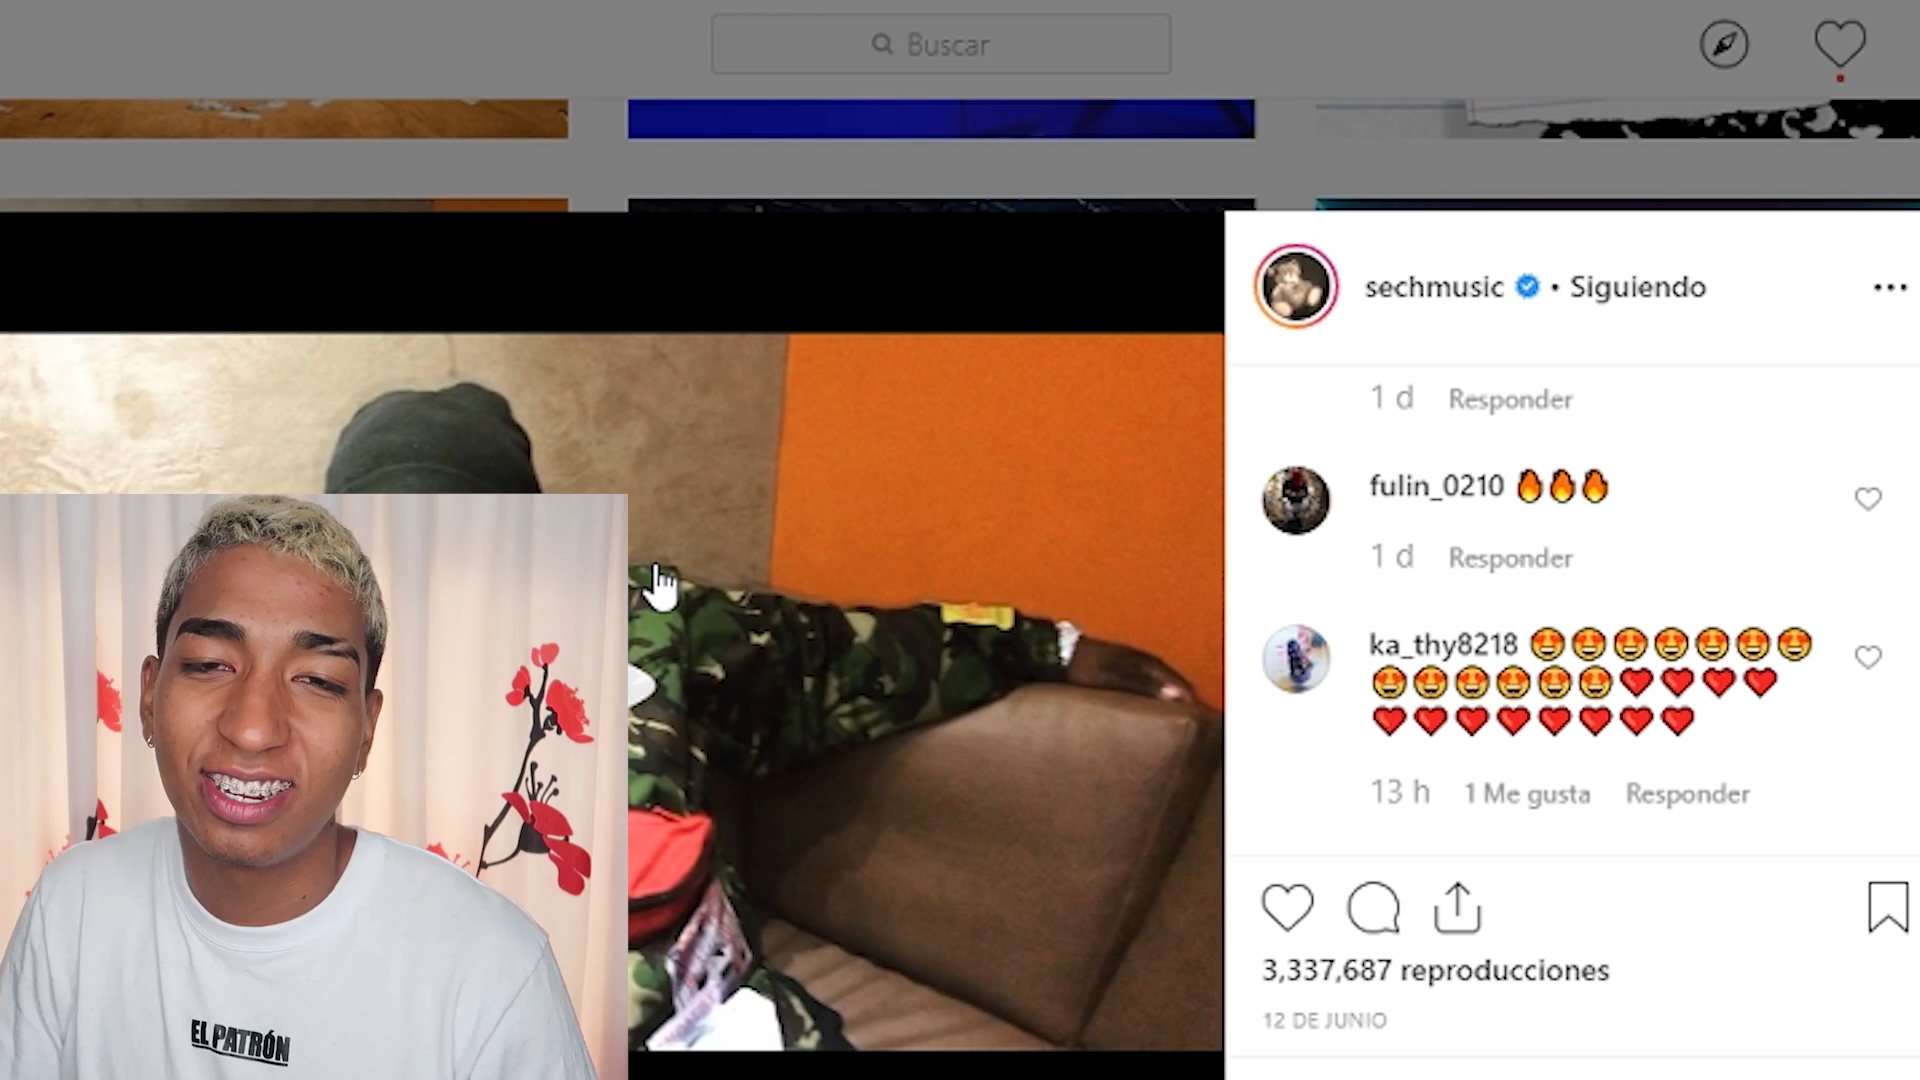 Buscar
sechmusic • Siguiendo
1 d Responder
fulin_0210 🔥🔥🔥
1 d Responder
ka_thy8218 🤩🤩🤩🤩🤩🤩🤩
🤩🤩🤩🤩🤩🤩❤️❤️❤️❤️
❤️❤️❤️❤️❤️❤️❤️❤️
13 h 1 Me gusta Responder
3,337,687 reproducciones
12 DE JUNIO
EL PATRÓN